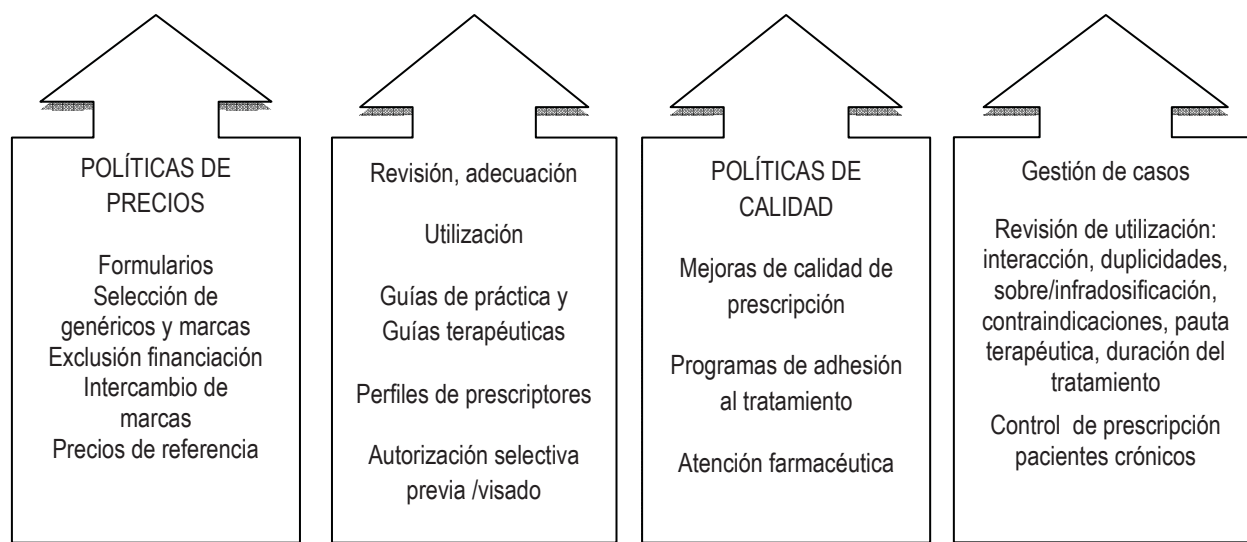 POLÍTICAS DE
PRECIOS
Formularios
Selección de
genéricos y marcas
Exclusión financiación
Intercambio de
marcas
Precios de referencia
Revisión, adecuación
Utilización
Guías de práctica y
Guías terapéuticas
Perfiles de prescriptores
Autorización selectiva
previa /visado
POLÍTICAS DE
CALIDAD
Mejoras de calidad de
prescripción
Programas de adhesión
al tratamiento
Atención farmacéutica
Gestión de casos
Revisión de utilización:
interacción, duplicidades,
sobre/infradosificación,
contraindicaciones, pauta
terapéutica, duración del
tratamiento
Control de prescripción
pacientes crónicos